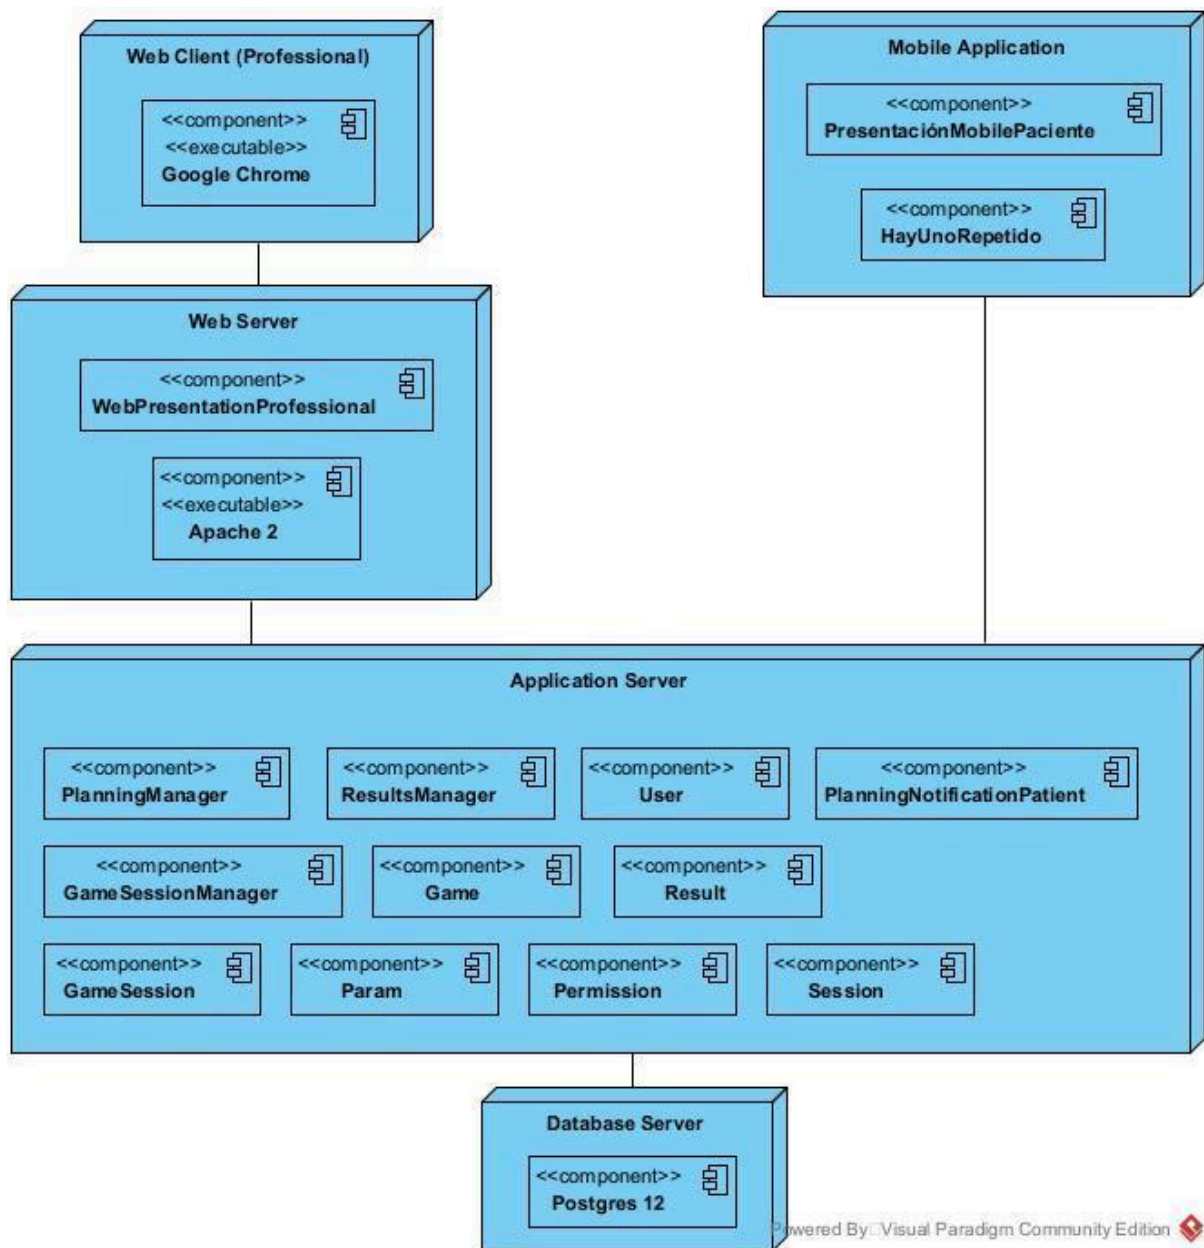 Web Client (Professional)
<<component>>
<<executable>>
Google Chrome
Mobile Application
<<component>>
PresentaciónMobilePaciente
<<component>>
HayUnoRepetido
Web Server
<<component>>
WebPresentationProfessional
<<component>>
<<executable>>
Apache 2
Application Server
<<component>>
PlanningManager
<<component>>
ResultsManager
<<component>>
User
<<component>>
PlanningNotificationPatient
<<component>>
GameSessionManager
<<component>>
Game
<<component>>
Result
<<component>>
GameSession
<<component>>
Param
<<component>>
Permission
<<component>>
Session
Database Server
<<component>>
Postgres 12
Powered By Visual Paradigm Community Edition